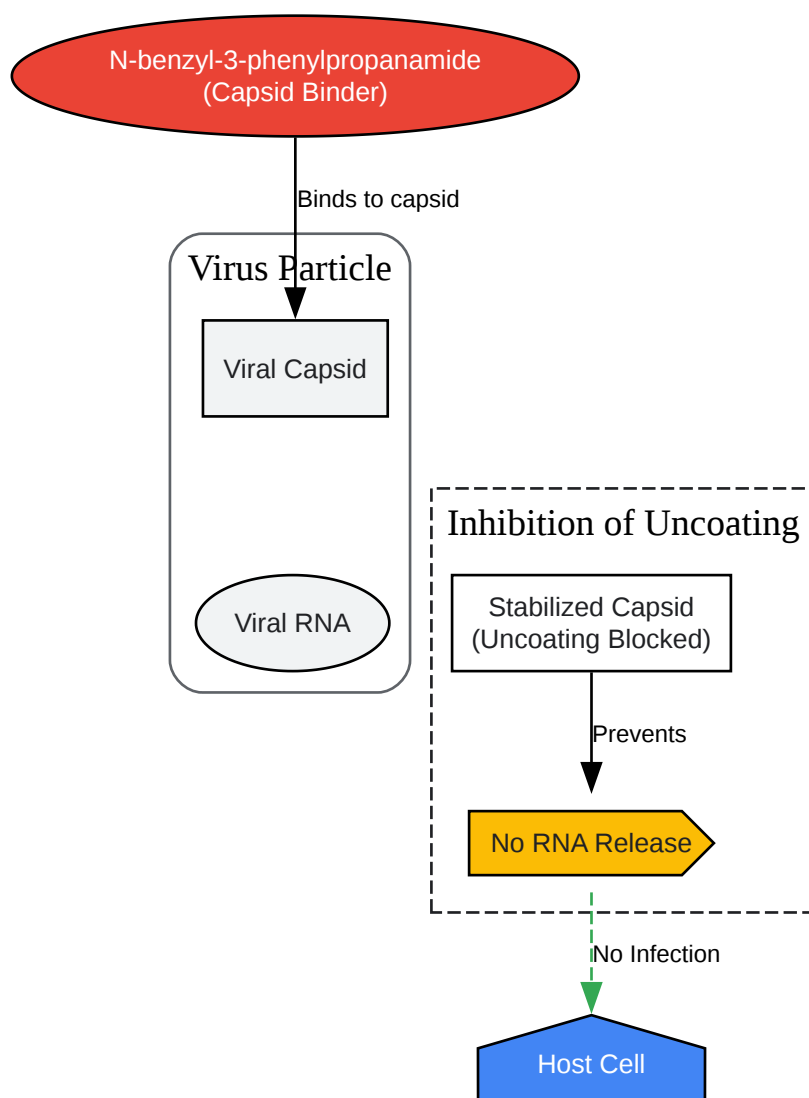 N-benzyl-3-phenylpropanamide
(Capsid Binder)
Binds to capsid
Virus Particle
Viral Capsid
Viral RNA
Inhibition of Uncoating
Stabilized Capsid
(Uncoating Blocked)
Prevents
No RNA Release
No Infection
Host Cell